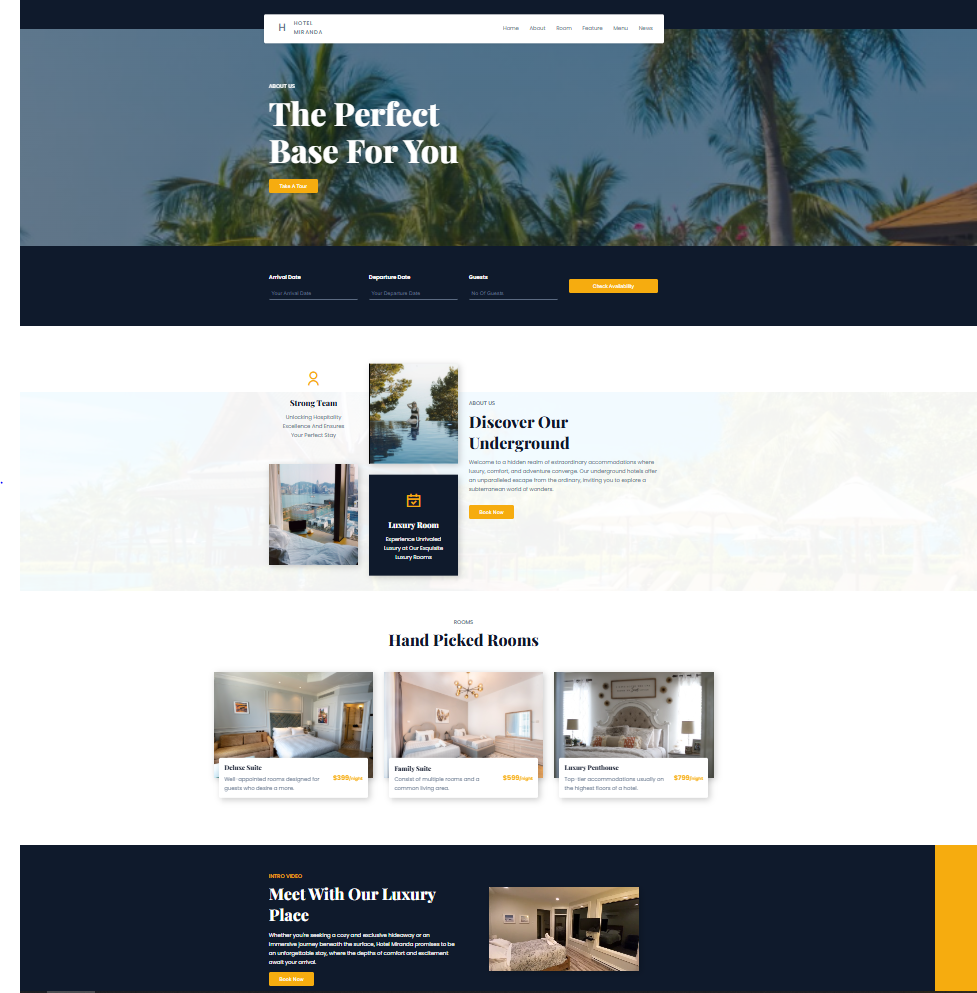 H
HOTEL
MIRANDA
Home About Room Feature Menu News
ABOUT US
The Perfect
Base For You
Take A Tour
Arrival Date
Departure Date
Guests
Your Arrival Date
Your Departure Date
No Of Guests
Check Availability
Strong Team
Unlocking Hospitality
Excellence And Ensures
Your Perfect Stay
Luxury Room
Experience Unrivaled
Luxury at Our Exquisite
Luxury Rooms
ABOUT US
Discover Our
Underground
Welcome to a hidden realm of extraordinary accommodations where
luxury, comfort, and adventure converge. Our underground hotels offer
an unparalleled escape from the ordinary, inviting you to explore a
subterranean world of wonders.
Book Now
ROOMS
Hand Picked Rooms
Deluxe Suite
Well-appointed rooms designed for
guests who desire a more.
$399/night
Family Suite
Consist of multiple rooms and a
common living area.
$599/night
Luxury Penthouse
Top-tier accommodations usually on
the highest floors of a hotel.
$799/night
INTRO VIDEO
Meet With Our Luxury
Place
Whether you're seeking a cozy and exclusive hideaway or an
immersive journey beneath the surface, Hotel Miranda promises to be
an unforgettable stay, where the depths of comfort and excitement
await your arrival.
Book Now